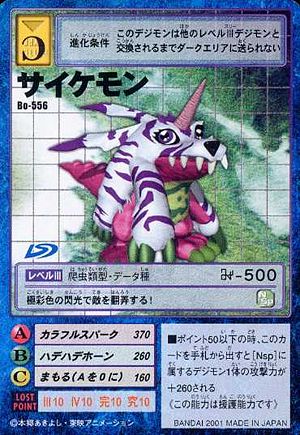 進化条件
このデジモンは他のレベルIIIデジモンと
交換されるまでダークエリアに送られない
サイケモン
Bo-556
レベルIII 爬虫類型・データ種
500
Nsp
極彩色の閃光で敵を翻弄する!
A カラフルスパーク 370
B ハデハデホーン 260
C まもる(Aを0に) 160
LOST POINT III10 IV10 完10 究10
■ポイント60以下の時、このカ
ードを手札から出すと[Nsp]に
属するデジモン1体の攻撃力が
+260される
(この能力は援護能力です)
©本郷あきよし・東映アニメーション
BANDAI 2001 MADE IN JAPAN